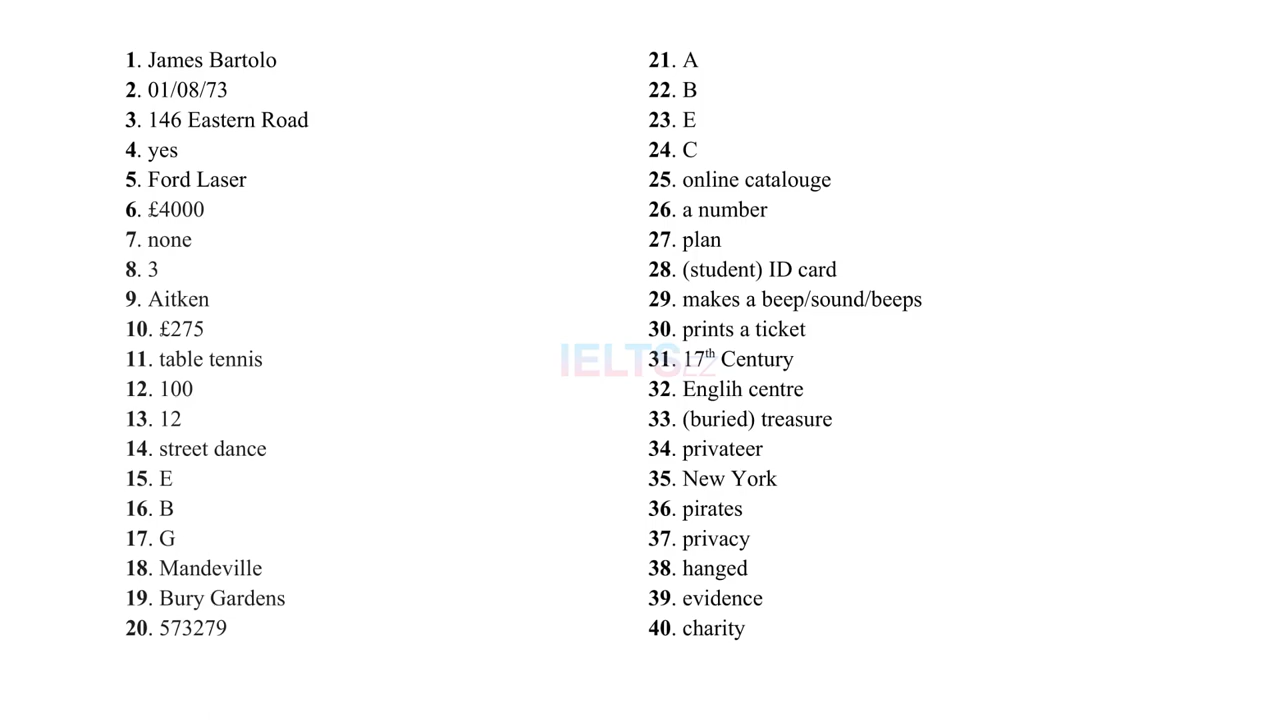 1. James Bartolo
2. 01/08/73
3. 146 Eastern Road
4. yes
5. Ford Laser
6. £4000
7. none
8. 3
9. Aitken
10. £275
11. table tennis
12. 100
13. 12
14. street dance
15. E
16. B
17. G
18. Mandeville
19. Bury Gardens
20. 573279
21. A
22. B
23. E
24. C
25. online catalouge
26. a number
27. plan
28. (student) ID card
29. makes a beep/sound/beeps
30. prints a ticket
31. 17th Century
32. Englih centre
33. (buried) treasure
34. privateer
35. New York
36. pirates
37. privacy
38. hanged
39. evidence
40. charity
IELTSEZ